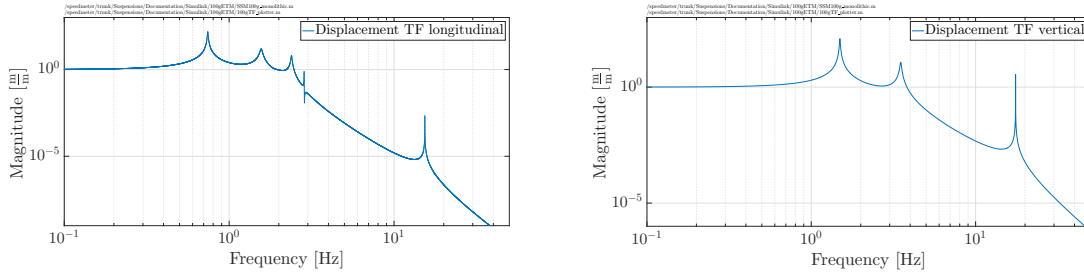 /speedmeter/trunk/Suspensions/Documentation/Simulink/100gETM/SSM100g_monolithic.m
/speedmeter/trunk/Suspensions/Documentation/Simulink/100gETM/100gTF_plotter.m
Displacement TF longitudinal
Magnitude [m/m]
10^0
10^-5
10^-1
10^0
10^1
Frequency [Hz]
/speedmeter/trunk/Suspensions/Documentation/Simulink/100gETM/SSM100g_monolithic.m
/speedmeter/trunk/Suspensions/Documentation/Simulink/100gETM/100gTF_plotter.m
Displacement TF vertical
Magnitude [m/m]
10^0
10^-5
10^-1
10^0
10^1
Frequency [Hz]